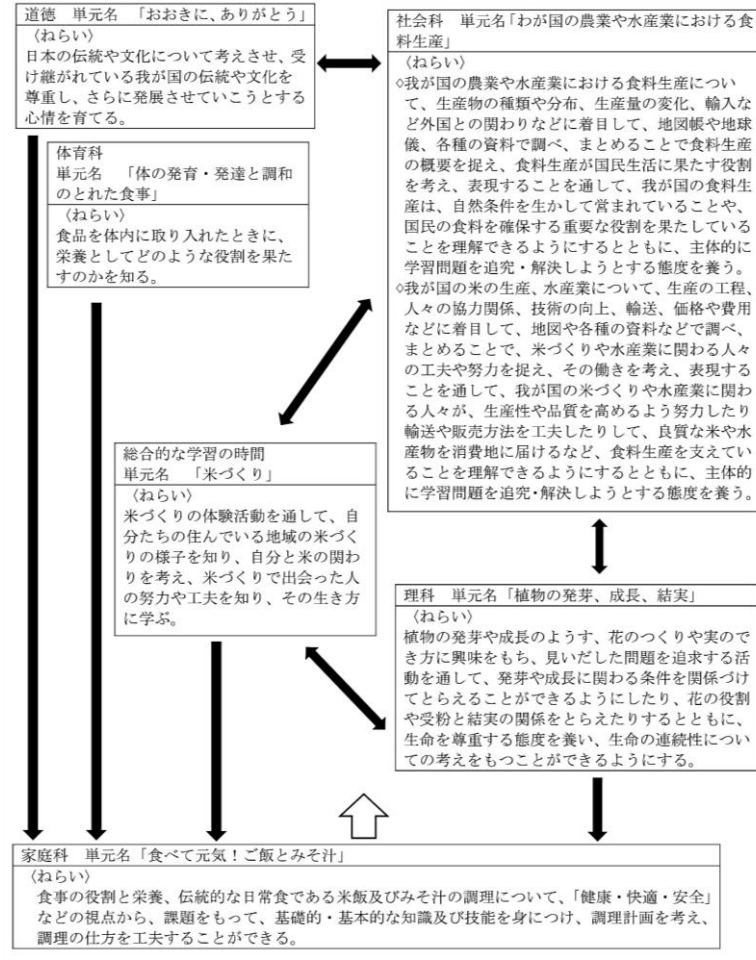 道徳　単元名　「おおきに、ありがとう」
〈ねらい〉
日本の伝統や文化について考えさせ、受
け継がれている我が国の伝統や文化を
尊重し、さらに発展させていこうとする
心情を育てる。
体育科
単元名　「体の発育・発達と調和
のとれた食事」
〈ねらい〉
食品を体内に取り入れたときに、
栄養としてどのような役割を果た
すのかを知る。
社会科　単元名「わが国の農業や水産業における食
料生産」
〈ねらい〉
◇我が国の農業や水産業における食料生産につい
て、生産物の種類や分布、生産量の変化、輸入な
ど外国との関わりなどに着目して、地図帳や地球
儀、各種の資料で調べ、まとめることで食料生産
の概要を捉え、食料生産が国民生活に果たす役割
を考え、表現することを通して、我が国の食料生
産は、自然条件を生かして営まれていることや、
国民の食料を確保する重要な役割を果たしている
ことを理解できるようにするとともに、主体的に
学習問題を追究・解決しようとする態度を養う。
◇我が国の米の生産、水産業について、生産の工程、
人々の協力関係、技術の向上、輸送、価格や費用
などに着目して、地図や各種の資料などで調べ、
まとめることで、米づくりや水産業に関わる人々
の工夫や努力を捉え、その働きを考え、表現する
ことを通して、我が国の米づくりや水産業に関わ
る人々が、生産性や品質を高めるよう努力したり
輸送や販売方法を工夫したりして、良質な米や水
産物を消費地に届けるなど、食料生産を支えてい
ることを理解できるようにするとともに、主体的
に学習問題を追究・解決しようとする態度を養う。
総合的な学習の時間
単元名　「米づくり」
〈ねらい〉
米づくりの体験活動を通して、自
分たちの住んでいる地域の米づく
りの様子を知り、自分と米の関わ
りを考え、米づくりで出会った人
の努力や工夫を知り、その生き方
に学ぶ。
理科　単元名「植物の発芽、成長、結実」
〈ねらい〉
植物の発芽や成長のようす、花のつくりや実ので
き方に興味をもち、見いだした問題を追求する活
動を通して、発芽や成長に関わる条件を関係づけ
てとらえることができるようにしたり、花の役割
や受粉と結実の関係をとらえたりするとともに、
生命を尊重する態度を養い、生命の連続性につい
ての考えをもつことができるようにする。
家庭科　単元名「食べて元気！ご飯とみそ汁」
〈ねらい〉
食事の役割と栄養、伝統的な日常食である米飯及びみそ汁の調理について、「健康・快適・安全」
などの視点から、課題をもって、基礎的・基本的な知識及び技能を身につけ、調理計画を考え、
調理の仕方を工夫することができる。